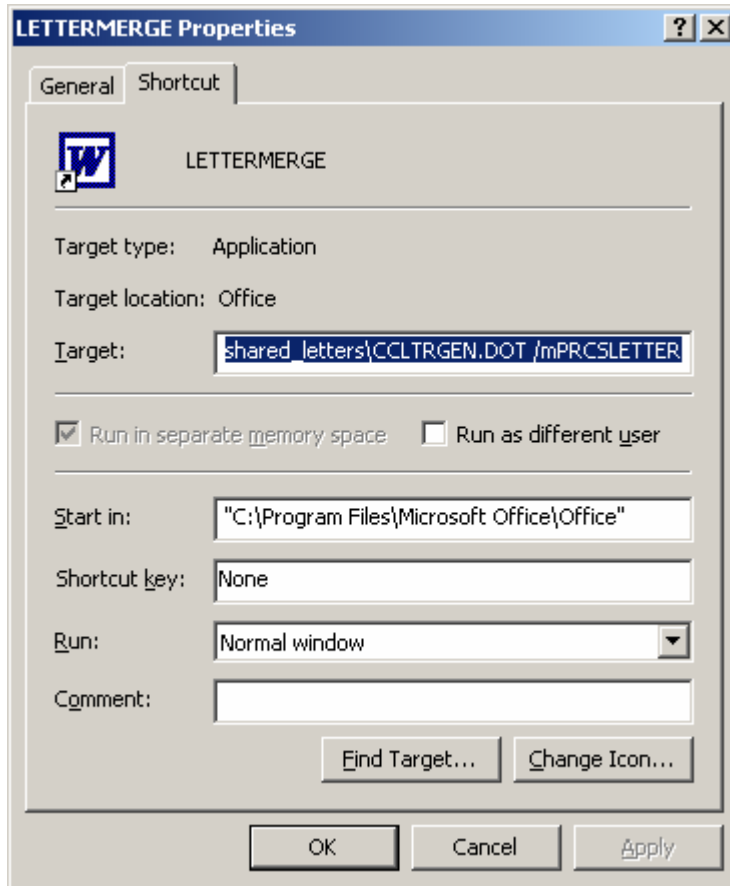 LETTERMERGE Properties
General
Shortcut
W
LETTERMERGE
Target type: Application
Target location: Office
Target: shared_letters\CCLTRGEN.DOT /mPRCSLETTER
Run in separate memory space Run as different user
Start in: "C:\Program Files\Microsoft Office\Office"
Shortcut key: None
Run: Normal window
Comment:
Find Target... Change Icon...
OK Cancel Apply